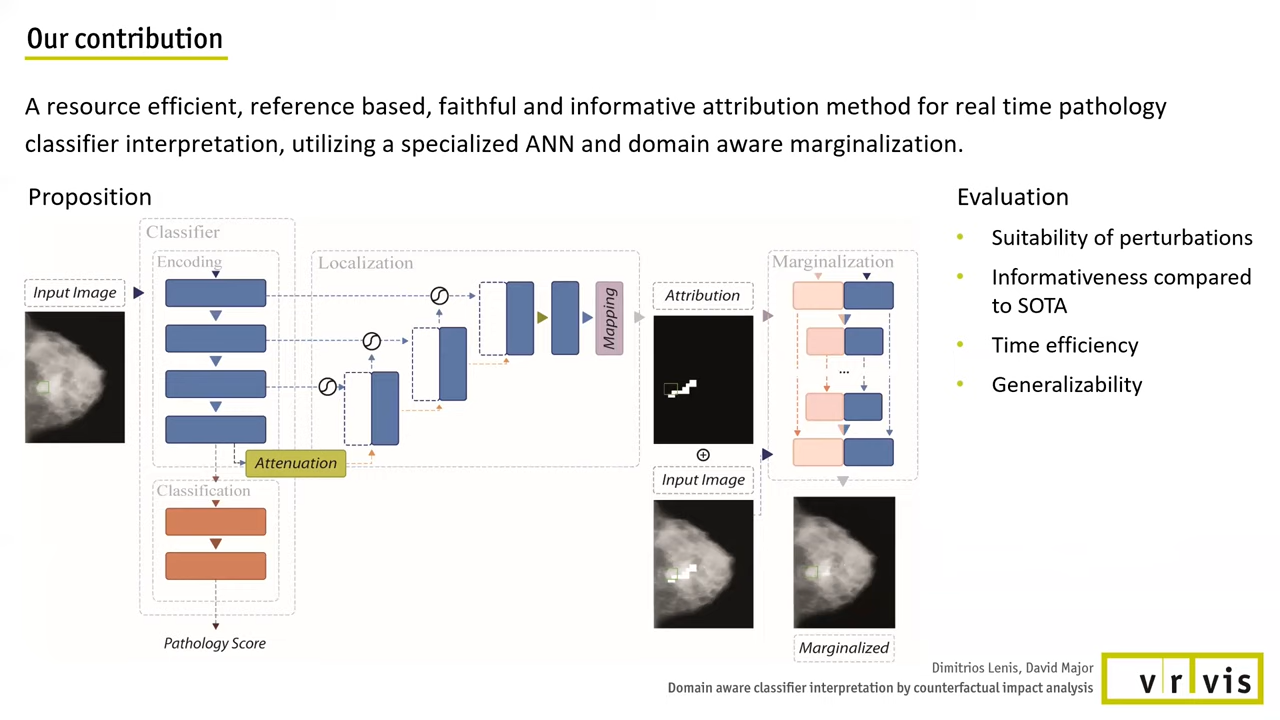 Our contribution
A resource efficient, reference based, faithful and informative attribution method for real time pathology
classifier interpretation, utilizing a specialized ANN and domain aware marginalization.
Proposition
Classifier
Encoding
Input Image
Localization
Mapping
Attenuation
Classification
Pathology Score
Attribution
Input Image
Marginalization
...
Marginalized
Evaluation
• Suitability of perturbations
• Informativeness compared
to SOTA
• Time efficiency
• Generalizability
Dimitrios Lenis, David Major
Domain aware classifier interpretation by counterfactual impact analysis
vrvis